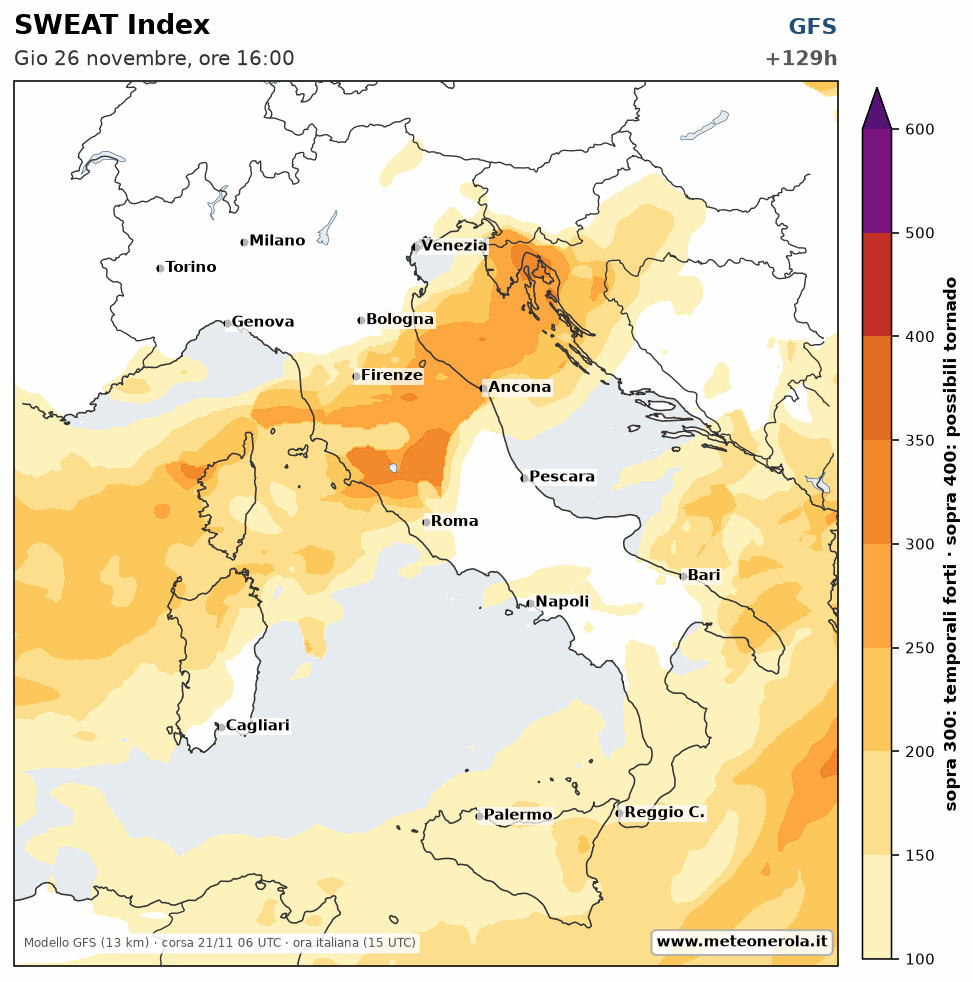 SWEAT Index
GFS
Gio 26 novembre, ore 16:00
+129h
Milano
Venezia
Torino
Genova
Bologna
Firenze
Ancona
Pescara
Roma
Bari
Napoli
Cagliari
Palermo
Reggio C.
Modello GFS (13 km) · corsa 21/11 06 UTC · ora italiana (15 UTC)
www.meteonerola.it
600
500
400
350
300
250
200
150
100
sopra 300: temporali forti · sopra 400: possibili tornado